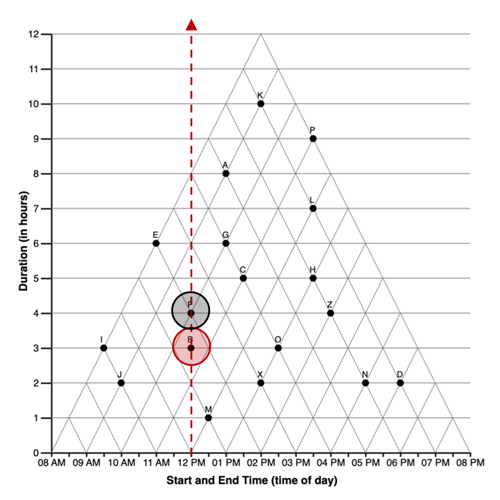 12
K
11
10
P
9
A
8
L
7
E
G
6
C
H
5
F
Z
4
I
B
O
3
J
X
N
D
2
M
1
0
08 AM 09 AM 10 AM 11 AM 12 PM 01 PM 02 PM 03 PM 04 PM 05 PM 06 PM 07 PM 08 PM
Start and End Time (time of day)
Duration (in hours)